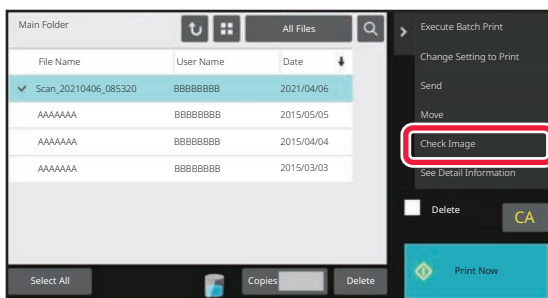 Main Folder
All Files
File Name User Name Date
Scan_20210406_085320 BBBBBBBB 2021/04/06
AAAAAAA BBBBBBBB 2015/05/05
AAAAAAA BBBBBBBB 2015/04/04
AAAAAAA BBBBBBBB 2015/03/03
Select All
Copies
Delete
Execute Batch Print
Change Setting to Print
Send
Move
Check Image
See Detail Information
Delete
CA
Print Now